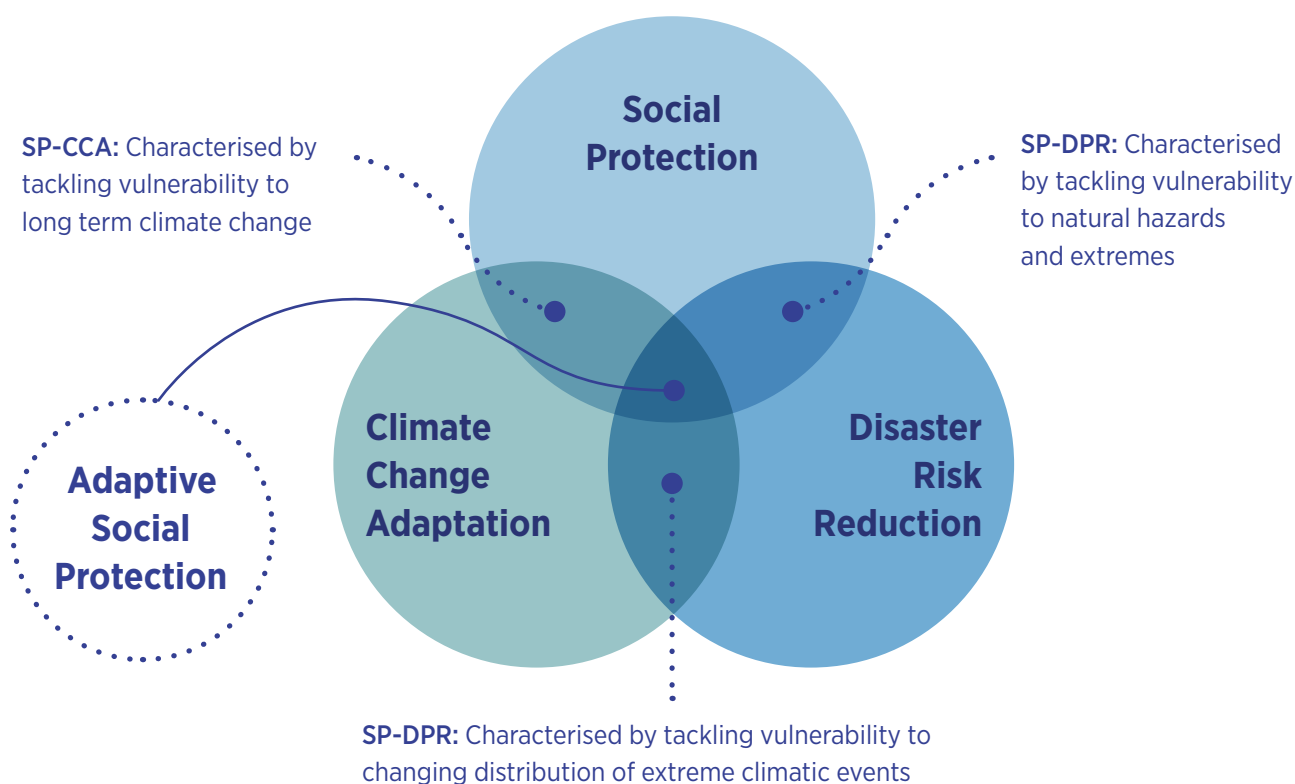 Social
Protection
SP-CCA: Characterised by
tackling vulnerability to
long term climate change
SP-DPR: Characterised
by tackling vulnerability
to natural hazards
and extremes
Adaptive
Social
Protection
Climate
Change
Adaptation
Disaster
Risk
Reduction
SP-DPR: Characterised by tackling vulnerability to
changing distribution of extreme climatic events